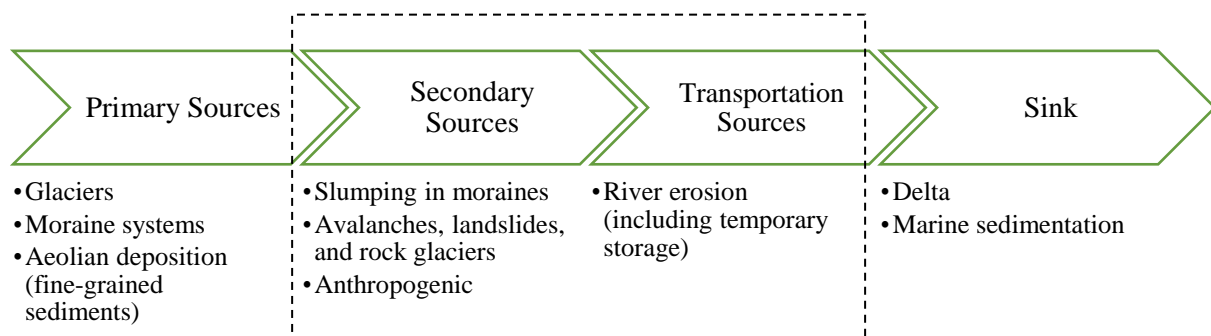 Primary Sources
Secondary
Sources
Transportation
Sources
Sink
•Glaciers
•Moraine systems
•Aeolian deposition
(fine-grained
sediments)
•Slumping in moraines
•Avalanches, landslides,
and rock glaciers
•Anthropogenic
•River erosion
(including temporary
storage)
•Delta
•Marine sedimentation